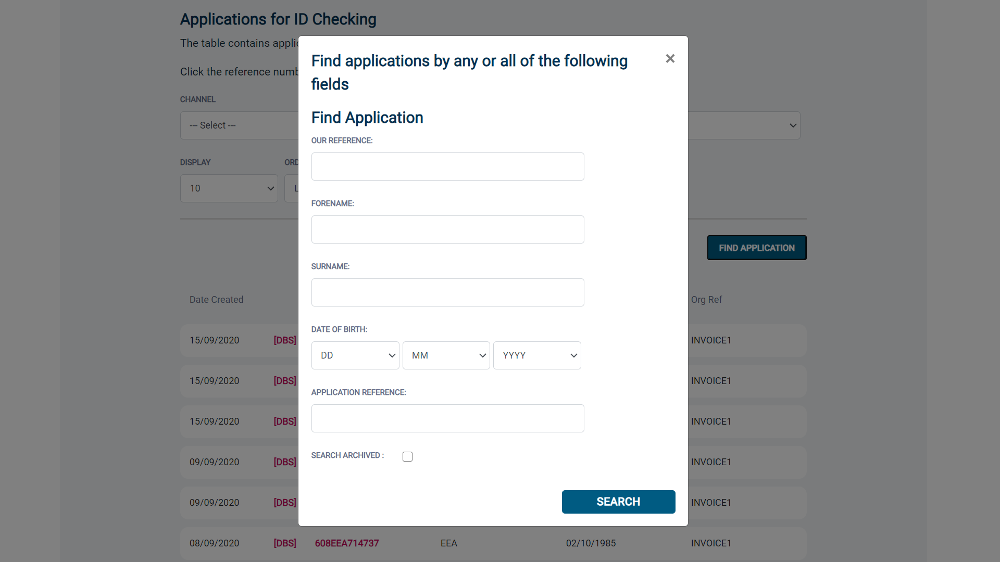 Applications for ID Checking
The table contains applic
Click the reference numb
CHANNEL
--- Select ---
DISPLAY
ORD
10
L
FIND APPLICATION
Find applications by any or all of the following
fields
Find Application
OUR REFERENCE:
FORENAME:
SURNAME:
DATE OF BIRTH:
DD MM YYYY
APPLICATION REFERENCE:
SEARCH ARCHIVED :
SEARCH
Date Created Org Ref
15/09/2020 [DBS] INVOICE1
15/09/2020 [DBS] INVOICE1
15/09/2020 [DBS] INVOICE1
09/09/2020 [DBS] INVOICE1
09/09/2020 [DBS] INVOICE1
08/09/2020 [DBS] 608EEA714737 EEA 02/10/1985 INVOICE1